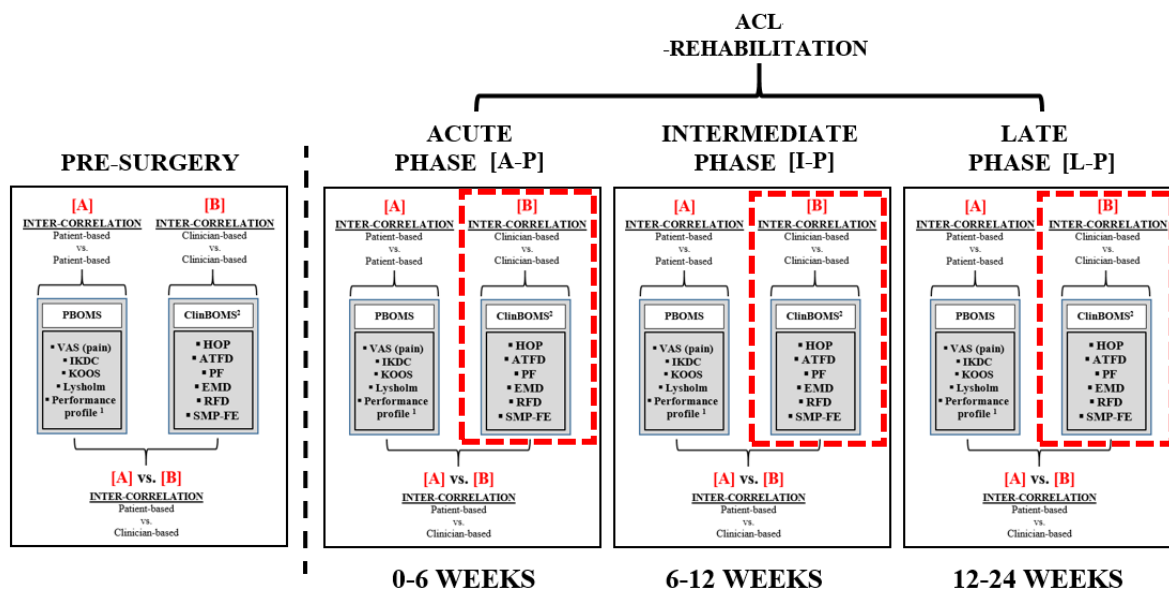 ACL
-REHABILITATION
PRE-SURGERY
[A]
INTER-CORRELATION
Patient-based
vs.
Patient-based
[B]
INTER-CORRELATION
Clinician-based
vs.
Clinician-based
PBOMS
▪ VAS (pain)
▪ IKDC
▪ KOOS
▪ Lysholm
▪ Performance
profile 1
ClinBOMS2
▪ HOP
▪ ATFD
▪ PF
▪ EMD
▪ RFD
▪ SMP-FE
[A] vs. [B]
INTER-CORRELATION
Patient-based
vs.
Clinician-based
ACUTE
PHASE [A-P]
[A]
INTER-CORRELATION
Patient-based
vs.
Patient-based
[B]
INTER-CORRELATION
Clinician-based
vs.
Clinician-based
PBOMS
▪ VAS (pain)
▪ IKDC
▪ KOOS
▪ Lysholm
▪ Performance
profile 1
ClinBOMS2
▪ HOP
▪ ATFD
▪ PF
▪ EMD
▪ RFD
▪ SMP-FE
[A] vs. [B]
INTER-CORRELATION
Patient-based
vs.
Clinician-based
0-6 WEEKS
INTERMEDIATE
PHASE [I-P]
[A]
INTER-CORRELATION
Patient-based
vs.
Patient-based
[B]
INTER-CORRELATION
Clinician-based
vs.
Clinician-based
PBOMS
▪ VAS (pain)
▪ IKDC
▪ KOOS
▪ Lysholm
▪ Performance
profile 1
ClinBOMS2
▪ HOP
▪ ATFD
▪ PF
▪ EMD
▪ RFD
▪ SMP-FE
[A] vs. [B]
INTER-CORRELATION
Patient-based
vs.
Clinician-based
6-12 WEEKS
LATE
PHASE [L-P]
[A]
INTER-CORRELATION
Patient-based
vs.
Patient-based
[B]
INTER-CORRELATION
Clinician-based
vs.
Clinician-based
PBOMS
▪ VAS (pain)
▪ IKDC
▪ KOOS
▪ Lysholm
▪ Performance
profile 1
ClinBOMS2
▪ HOP
▪ ATFD
▪ PF
▪ EMD
▪ RFD
▪ SMP-FE
[A] vs. [B]
INTER-CORRELATION
Patient-based
vs.
Clinician-based
12-24 WEEKS